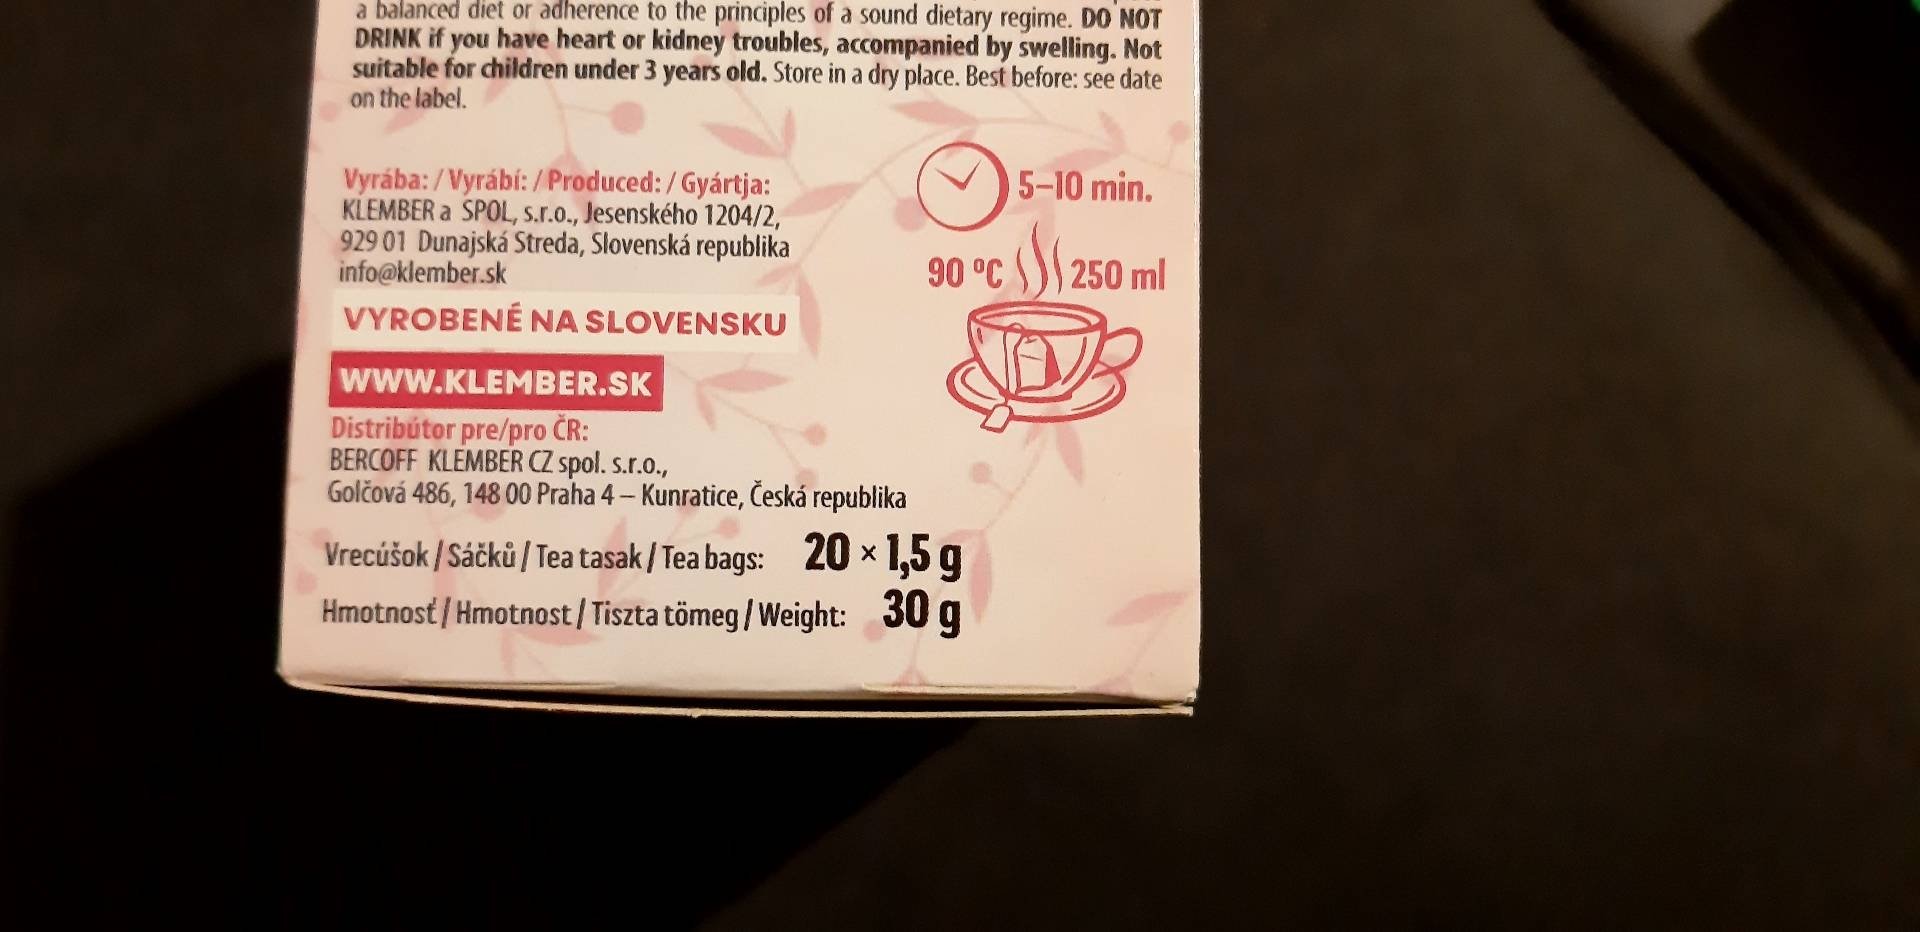 a balanced diet or adherence to the principles of a sound dietary regime. DO NOT
DRINK if you have heart or kidney troubles, accompanied by swelling. Not
suitable for children under 3 years old. Store in a dry place. Best before: see date
on the label.
Vyrába: / Vyrábí: / Produced: / Gyártja:
KLEMBER a SPOL, s.r.o., Jesenského 1204/2,
929 01 Dunajská Streda, Slovenská republika
info@klember.sk
VYROBENÉ NA SLOVENSKU
WWW.KLEMBER.SK
Distribútor pre/pro ČR:
BERCOFF KLEMBER CZ spol. s.r.o.,
Golčová 486, 148 00 Praha 4 – Kunratice, Česká republika
5–10 min.
90 °C 250 ml
Vrecúšok / Sáčků / Tea tasak / Tea bags: 20 × 1,5 g
Hmotnosť / Hmotnost / Tiszta tömeg / Weight: 30 g